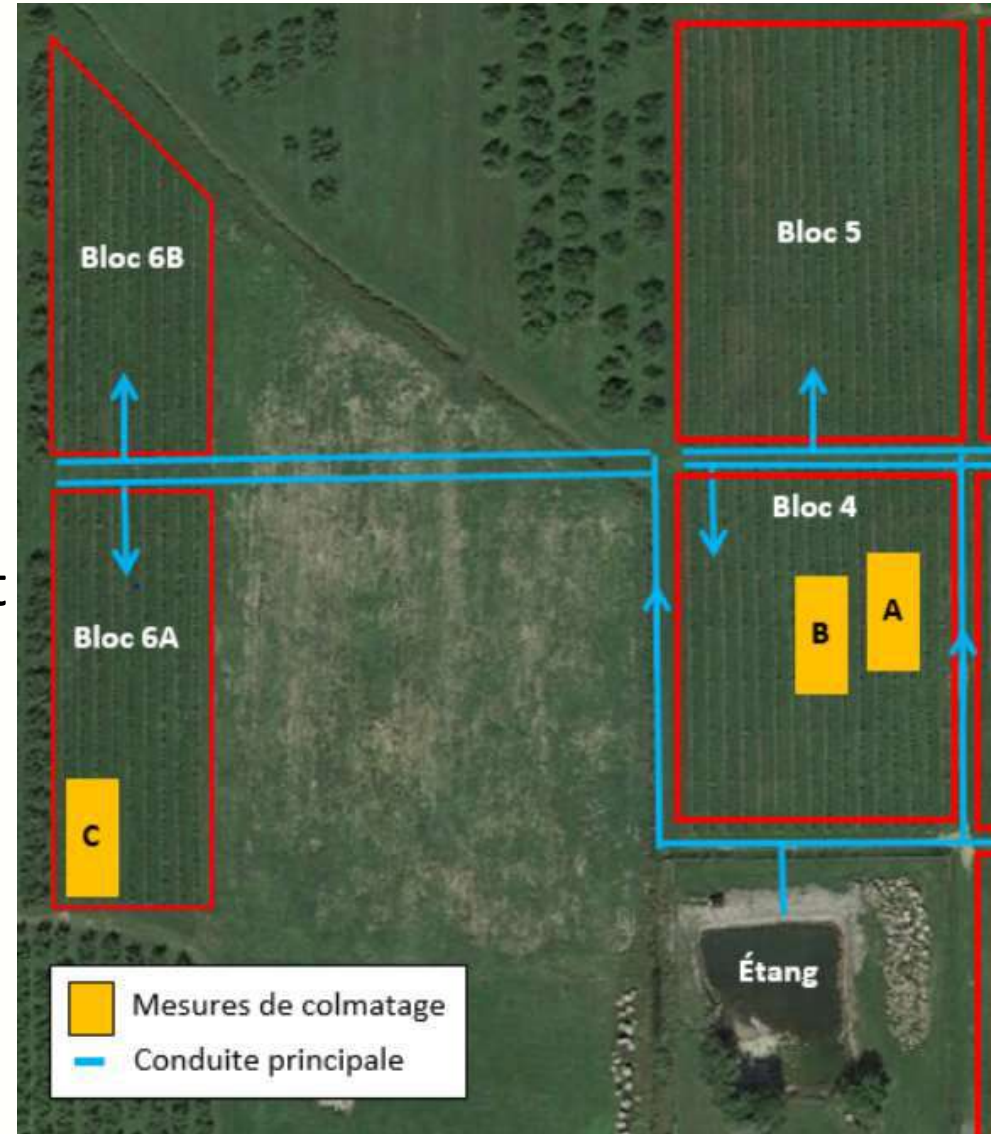 Bloc 5
Bloc 6B
Bloc 4
A
B
t
Bloc 6A
C
Étang
Mesures de colmatage
Conduite principale